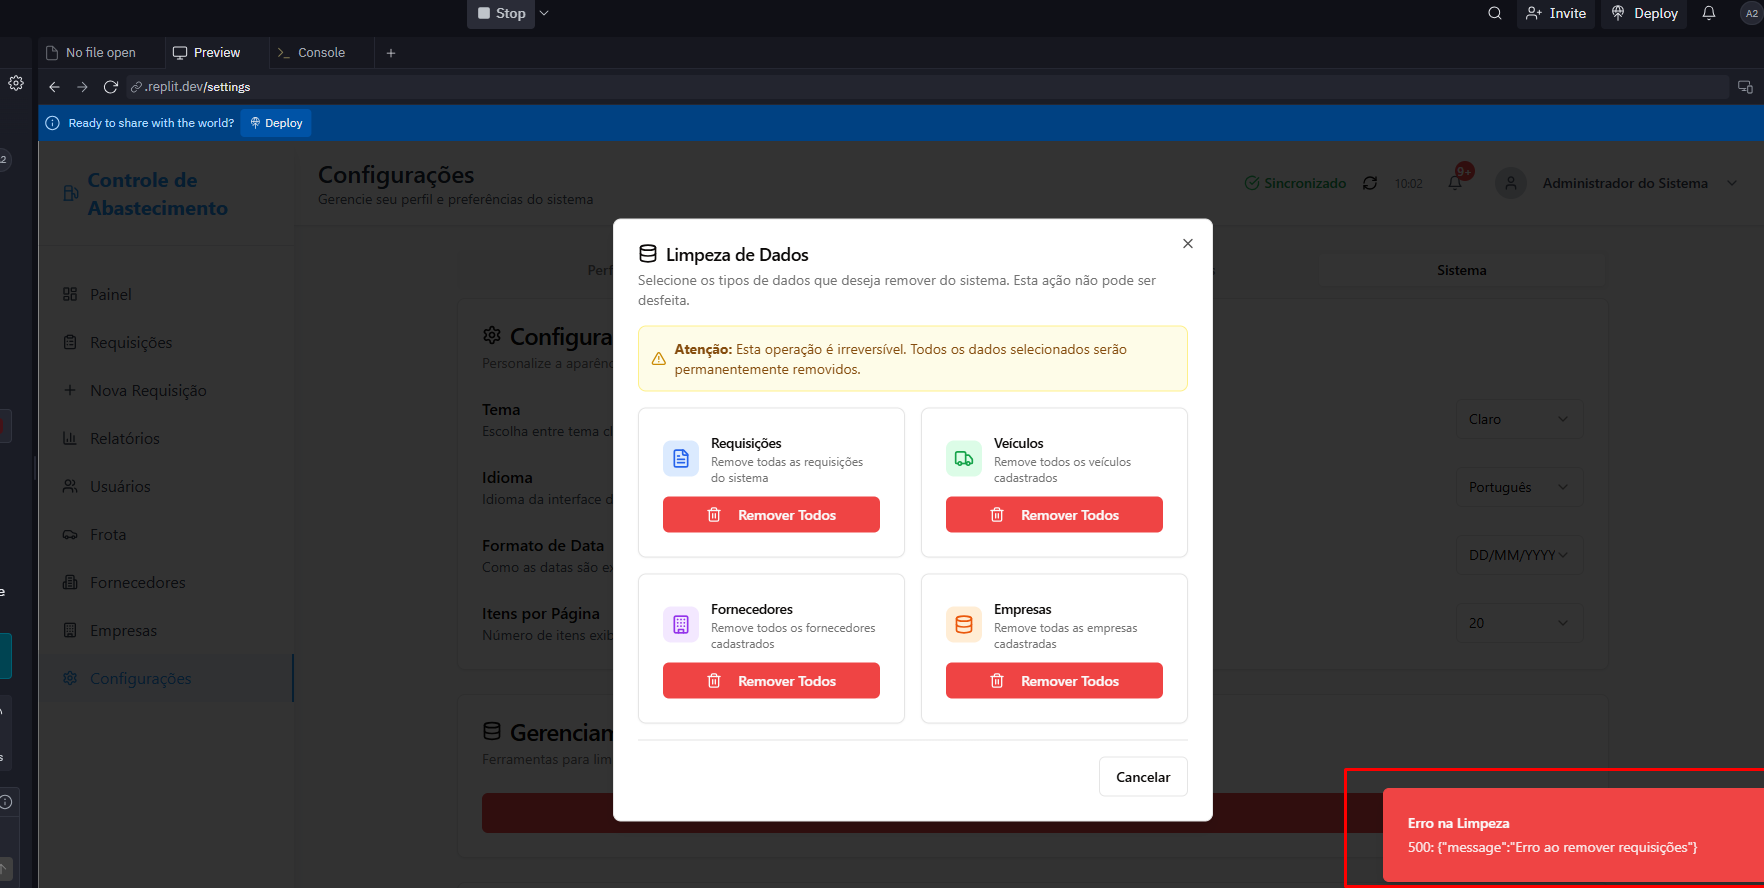 Stop
Invite
Deploy
A2
No file open
Preview
Console
.replit.dev/settings
Ready to share with the world?
Deploy
Controle de
Abastecimento
Configurações
Gerencie seu perfil e preferências do sistema
Sincronizado
10:02
9+
Administrador do Sistema
Painel
Requisições
Nova Requisição
Relatórios
Usuários
Frota
Fornecedores
Empresas
Configurações
Perf
Sistema
Configura
Personalize a aparênc
Tema
Escolha entre tema cl
Claro
Idioma
Idioma da interface d
Português
Formato de Data
Como as datas são ex
DD/MM/YYYY
Itens por Página
Número de itens exib
20
Gerencian
Ferramentas para lim
Limpeza de Dados
Selecione os tipos de dados que deseja remover do sistema. Esta ação não pode ser
desfeita.
Atenção: Esta operação é irreversível. Todos os dados selecionados serão
permanentemente removidos.
Requisições
Remove todas as requisições
do sistema
Remover Todos
Veículos
Remove todos os veículos
cadastrados
Remover Todos
Fornecedores
Remove todos os fornecedores
cadastrados
Remover Todos
Empresas
Remove todas as empresas
cadastradas
Remover Todos
Cancelar
Erro na Limpeza
500: {"message":"Erro ao remover requisições"}